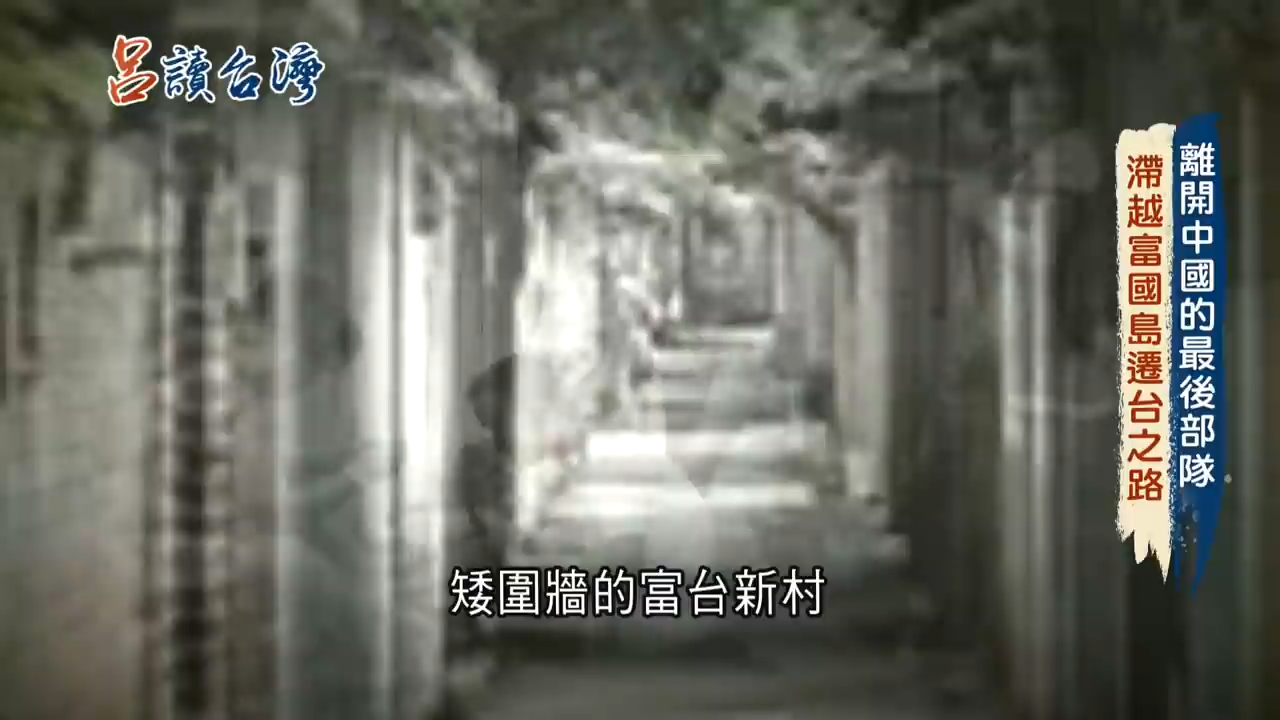 呂讀台灣
離開中國的最後部隊
滯越富國島遷台之路
矮圍牆的富台新村